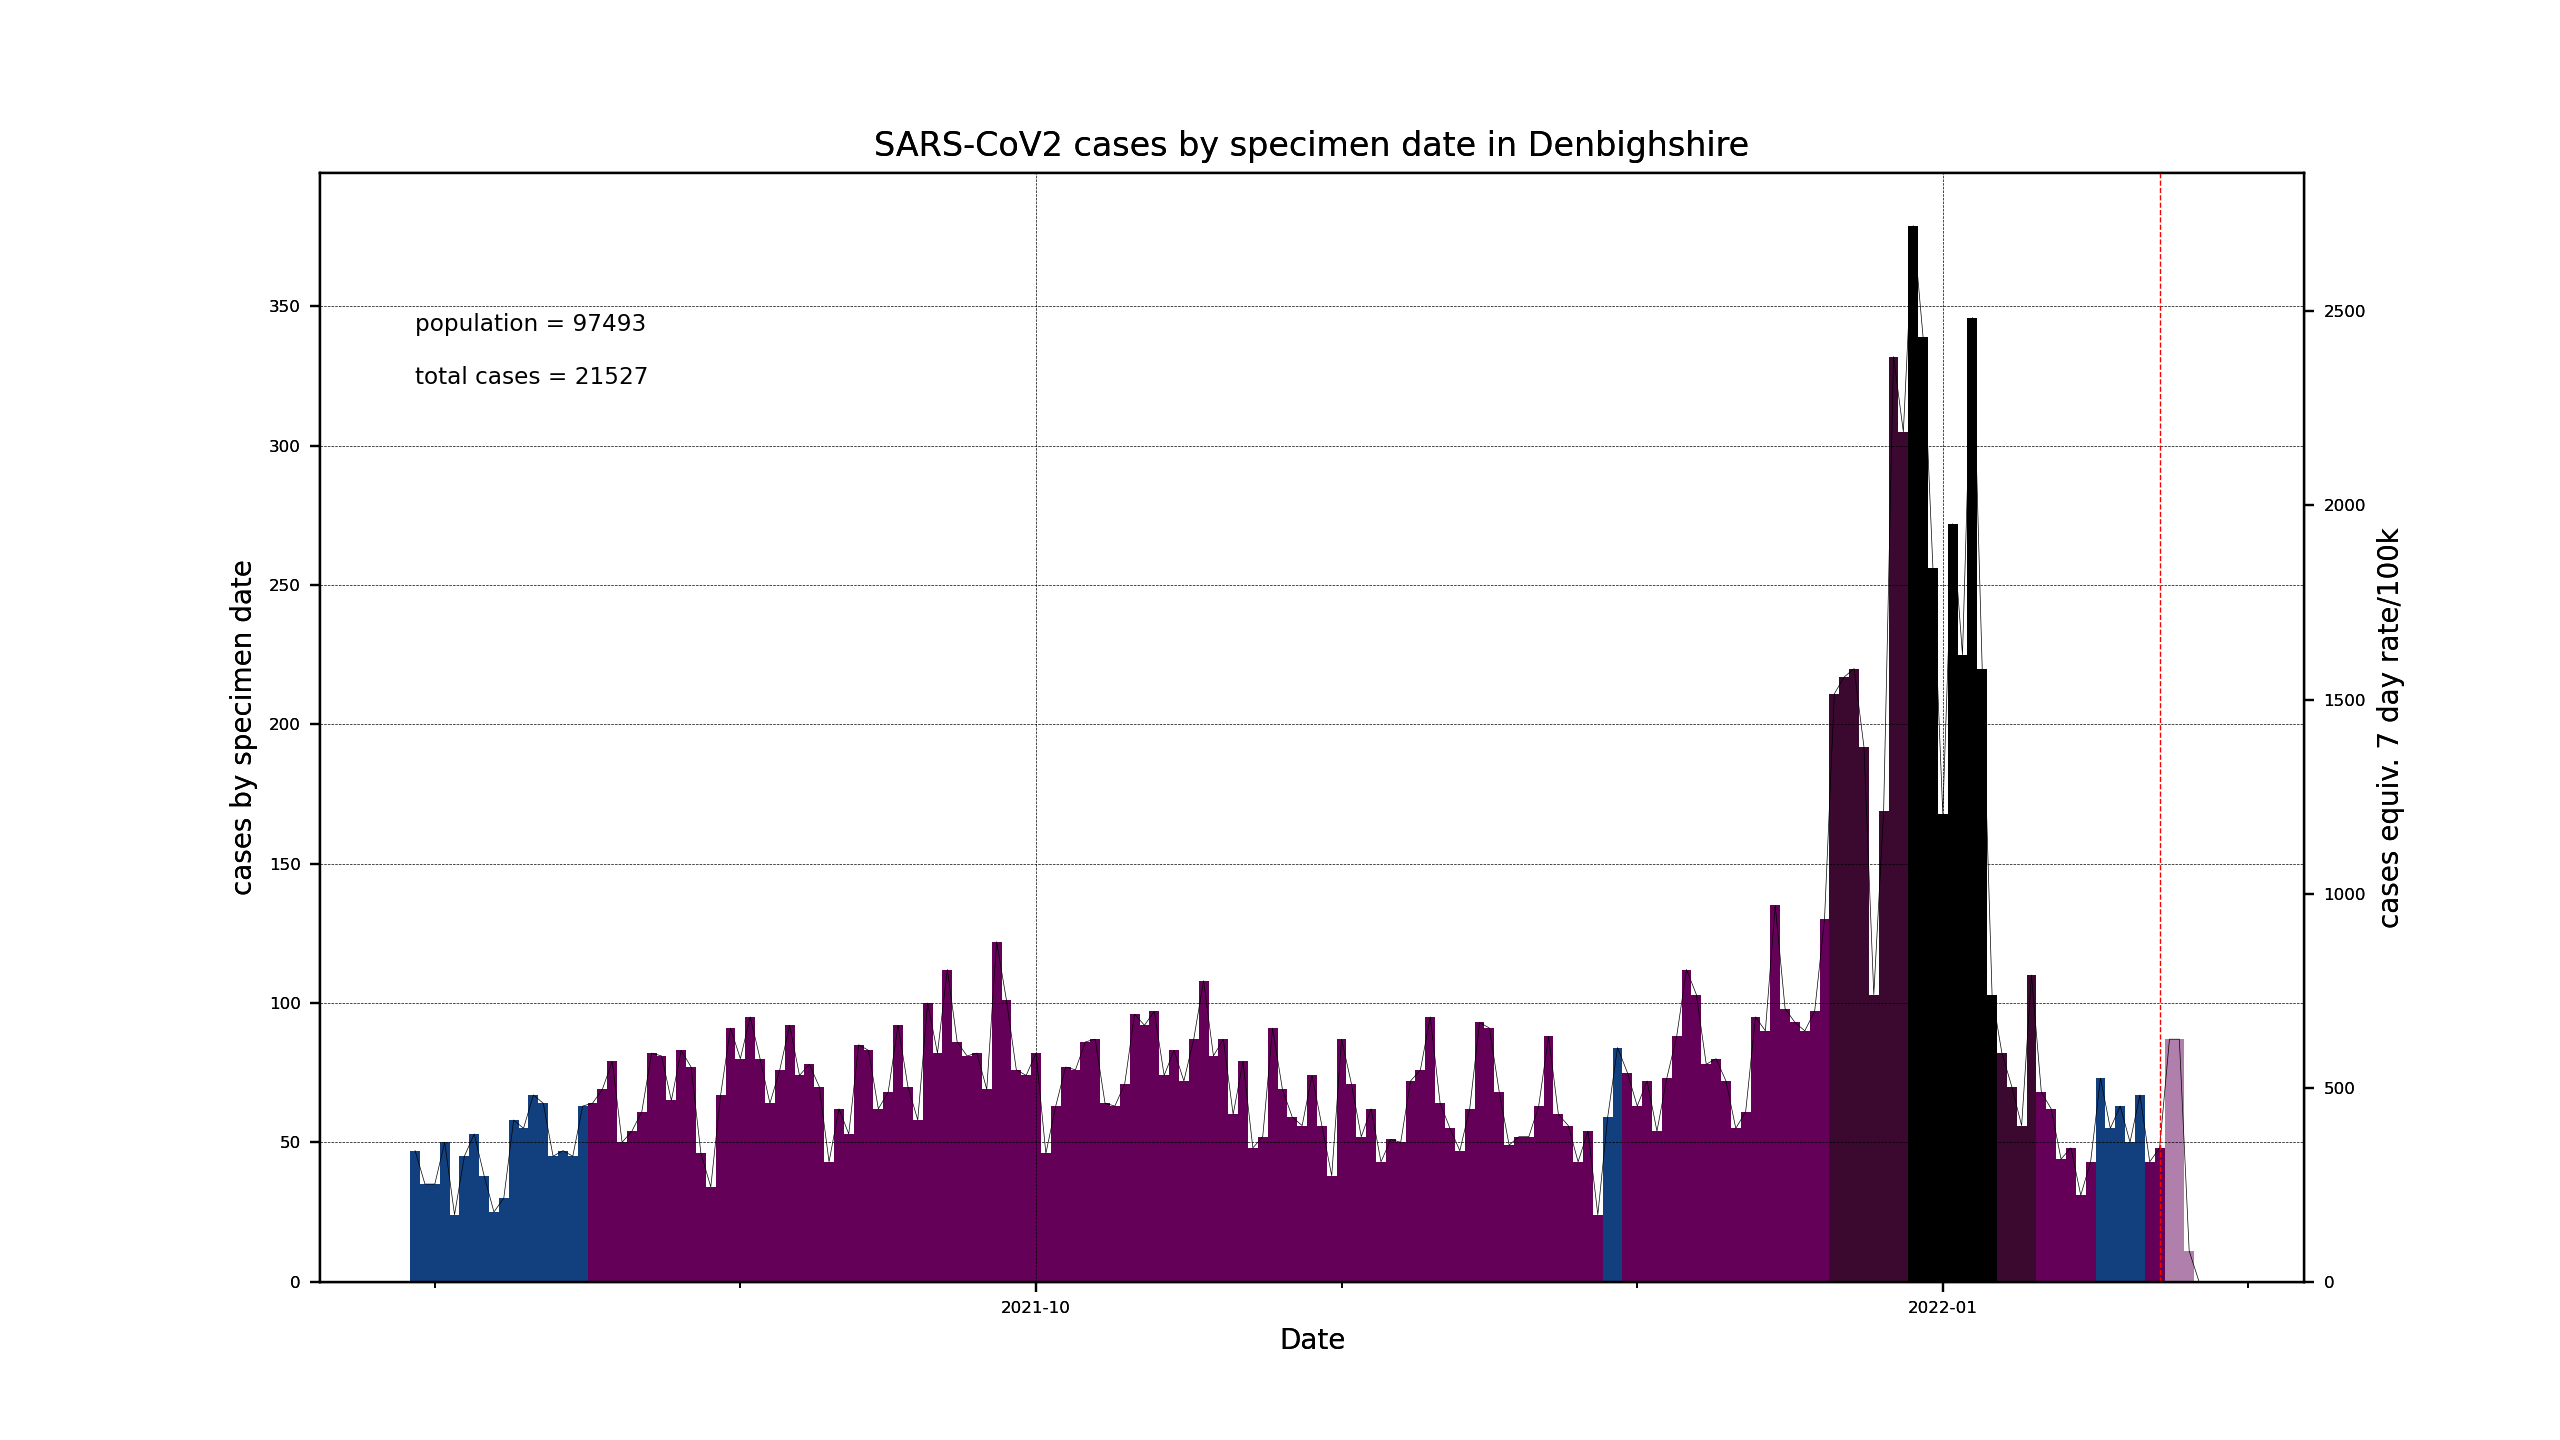 SARS-CoV2 cases by specimen date in Denbighshire
population = 97493
total cases = 21527
cases by specimen date
350
300
250
200
150
100
50
0
2500
2000
1500
1000
500
0
cases equiv. 7 day rate/100k
2021-10
2022-01
Date